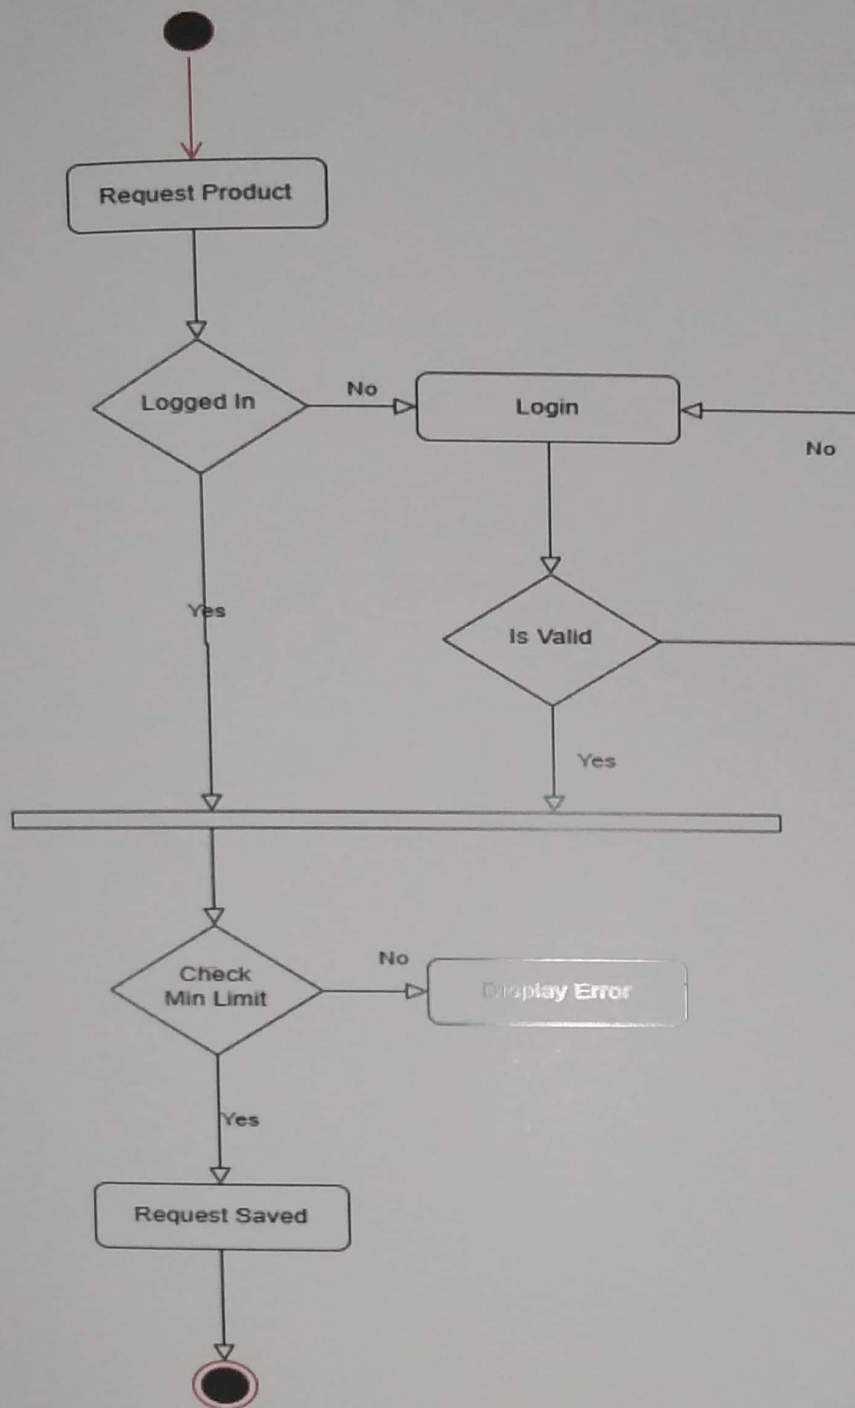 Request Product
Logged In
No
Login
No
Yes
Is Valid
Yes
Check
Min Limit
No
Display Error
Yes
Request Saved